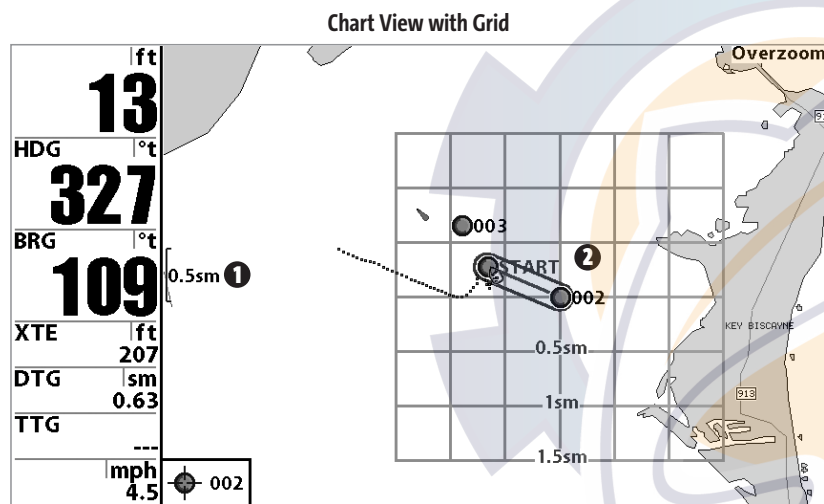 Chart View with Grid
ft
13
HDG °t
327
BRG °t
109
XTE ft
207
DTG sm
0.63
TTG
---
mph
4.5
0.5sm 1
Overzoom
003
START 2
002
0.5sm
1sm
1.5sm
KEY BISCAYNE
913
002